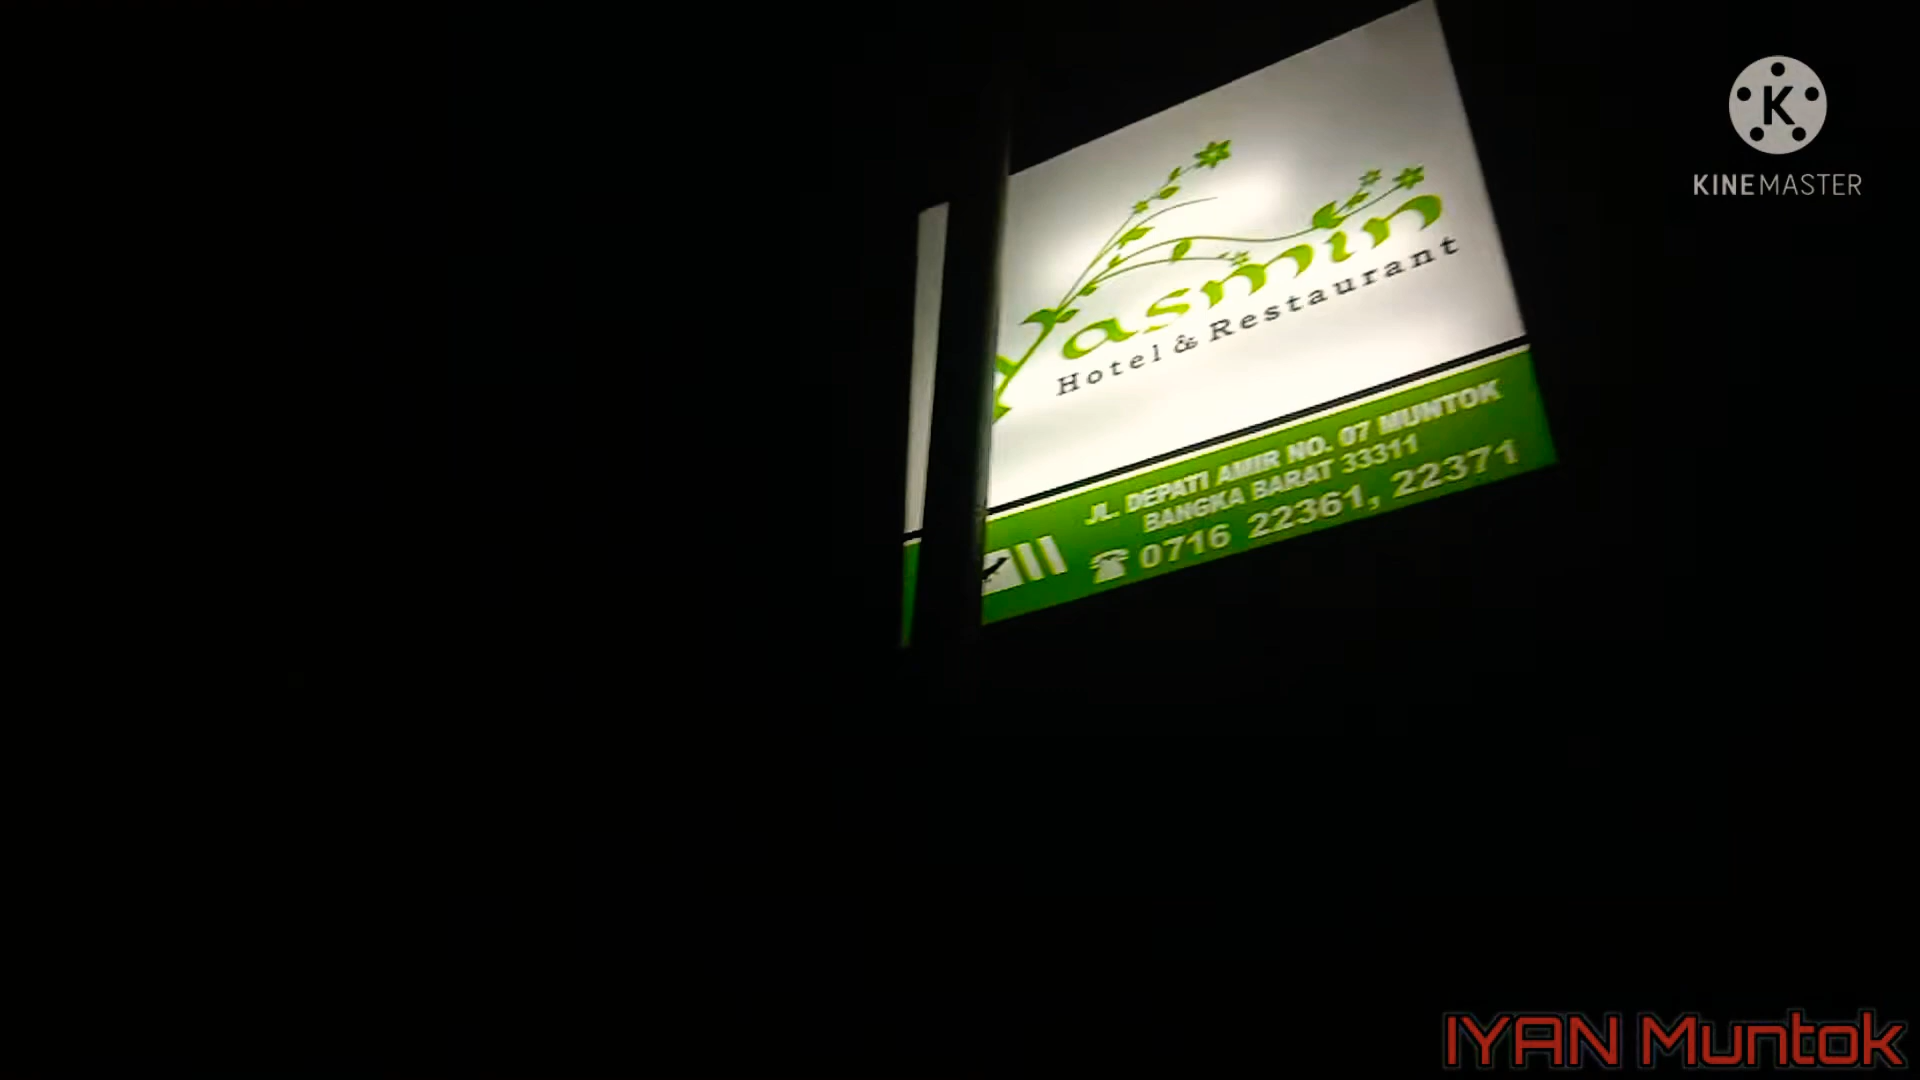 K
KINEMASTER
Yasmin
Hotel & Restaurant
JL. DEPATI AMIR NO. 07 MUNTOK
BANGKA BARAT 33311
☎ 0716 22361, 22371
IYAN Muntok